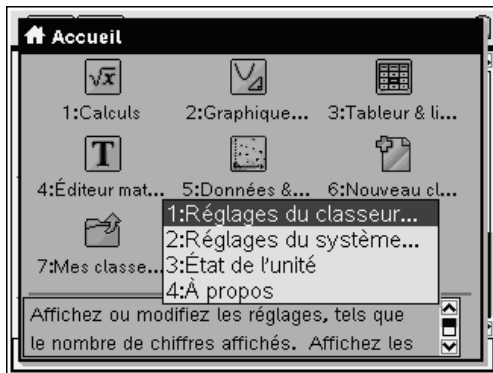 Accueil
1:Calculs 2:Graphique... 3:Tableur & li...
4:Éditeur mat... 5:Données &... 6:Nouveau cl...
7:Mes classe...
1:Réglages du classeur...
2:Réglages du système...
3:État de l'unité
4:À propos
Affichez ou modifiez les réglages, tels que
le nombre de chiffres affichés. Affichez les